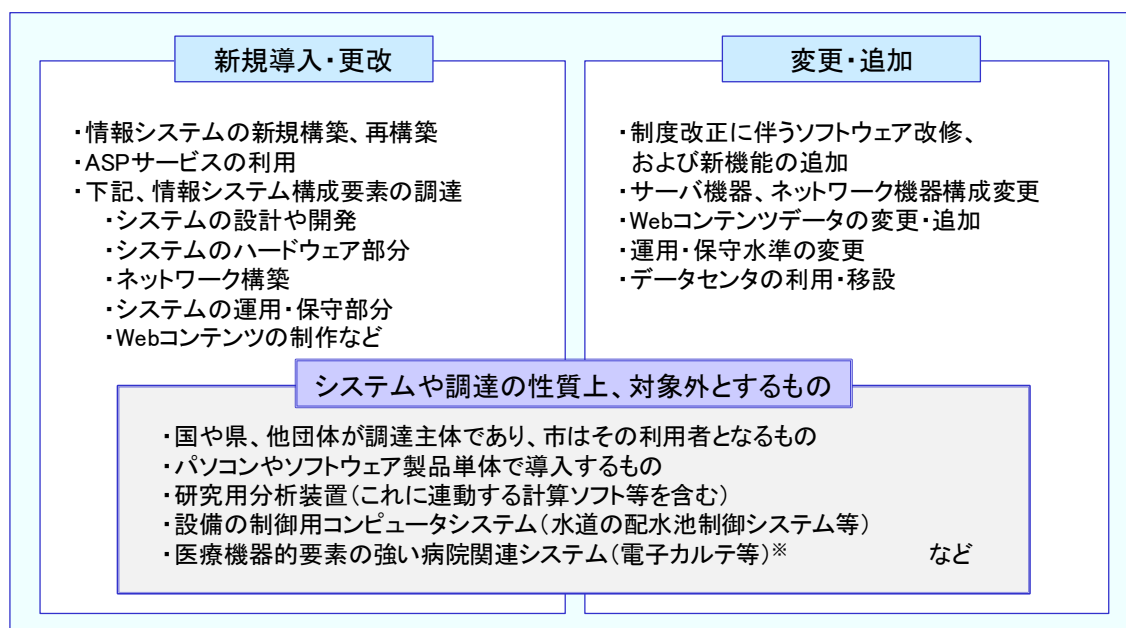 新規導入・更改
・情報システムの新規構築、再構築
・ASPサービスの利用
・下記、情報システム構成要素の調達
・システムの設計や開発
・システムのハードウェア部分
・ネットワーク構築
・システムの運用・保守部分
・Webコンテンツの制作など
変更・追加
・制度改正に伴うソフトウェア改修、
および新機能の追加
・サーバ機器、ネットワーク機器構成変更
・Webコンテンツデータの変更・追加
・運用・保守水準の変更
・データセンタの利用・移設
システムや調達の性質上、対象外とするもの
・国や県、他団体が調達主体であり、市はその利用者となるもの
・パソコンやソフトウェア製品単体で導入するもの
・研究用分析装置(これに連動する計算ソフト等を含む)
・設備の制御用コンピュータシステム(水道の配水池制御システム等)
・医療機器的要素の強い病院関連システム(電子カルテ等)※ など